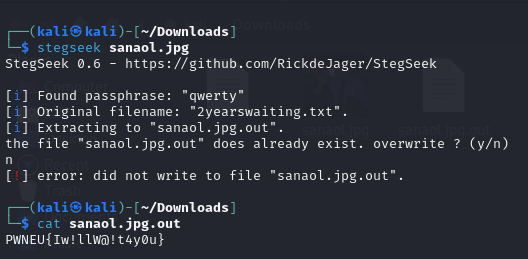 (kali㉿kali)-[~/Downloads]
$ stegseek sanaol.jpg
StegSeek 0.6 - https://github.com/RickdeJager/StegSeek
[i] Found passphrase: "qwerty"
[i] Original filename: "2yearswaiting.txt".
[i] Extracting to "sanaol.jpg.out".
the file "sanaol.jpg.out" does already exist. overwrite ? (y/n)
n
[!] error: did not write to file "sanaol.jpg.out".
(kali㉿kali)-[~/Downloads]
$ cat sanaol.jpg.out
PWNEU{Iw!llW@!t4y0u}